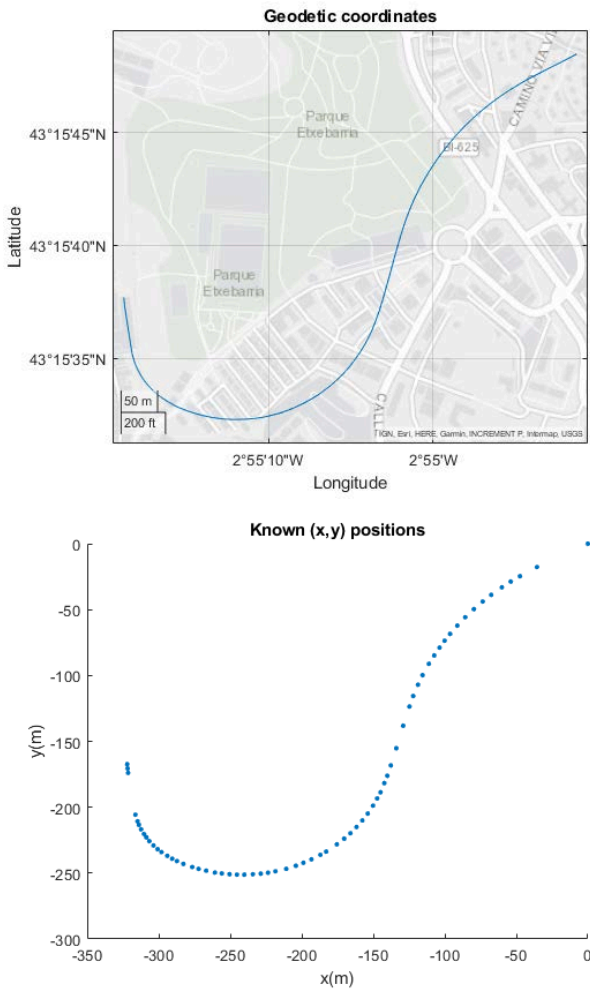 Geodetic coordinates
Parque
Etxebarria
CAMINO VIA VI
BI-625
43°15'45"N
43°15'40"N
43°15'35"N
Latitude
Parque
Etxebarria
50 m
200 ft
CALL
IGN, Esri, HERE, Garmin, INCREMENT P, Intermap, USGS
2°55'10"W
2°55'W
Longitude
Known (x,y) positions
0
-50
-100
-150
-200
-250
-300
y(m)
-350
-300
-250
-200
-150
-100
-50
0
x(m)